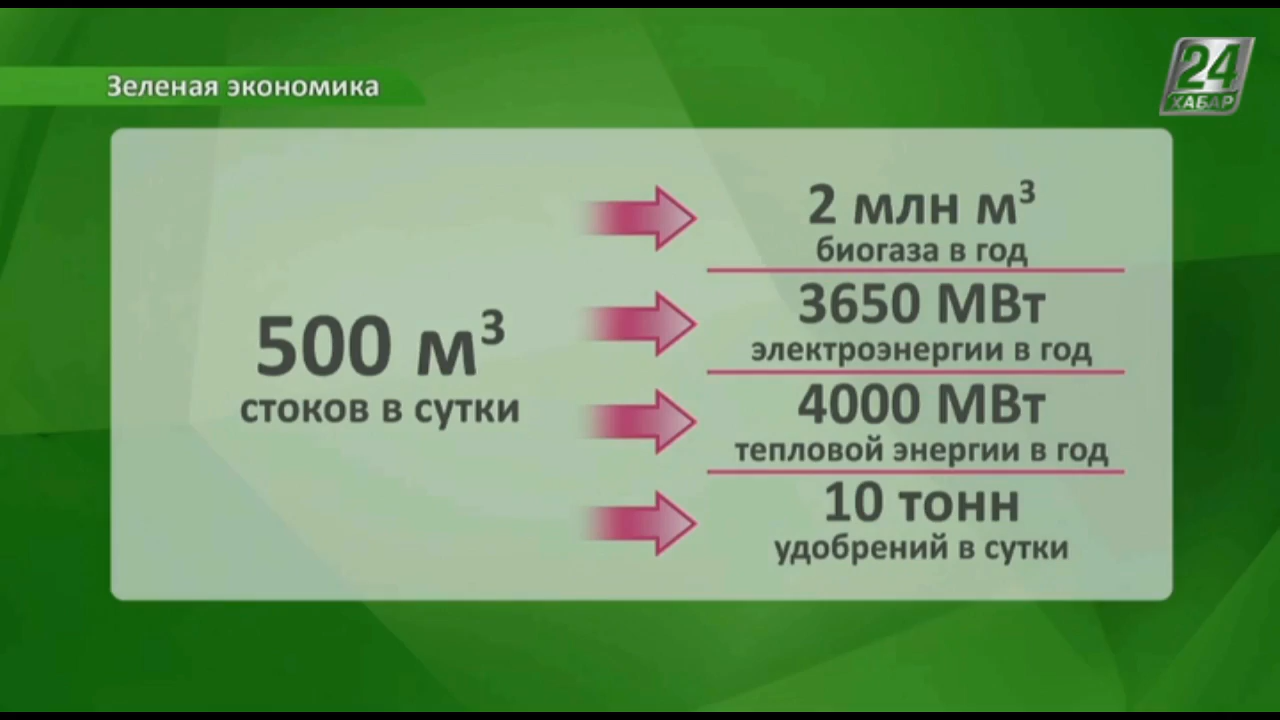 Зеленая экономика
24
ХАБАР
500 м³
стоков в сутки
2 млн м³
биогаза в год
3650 МВт
электроэнергии в год
4000 МВт
тепловой энергии в год
10 тонн
удобрений в сутки